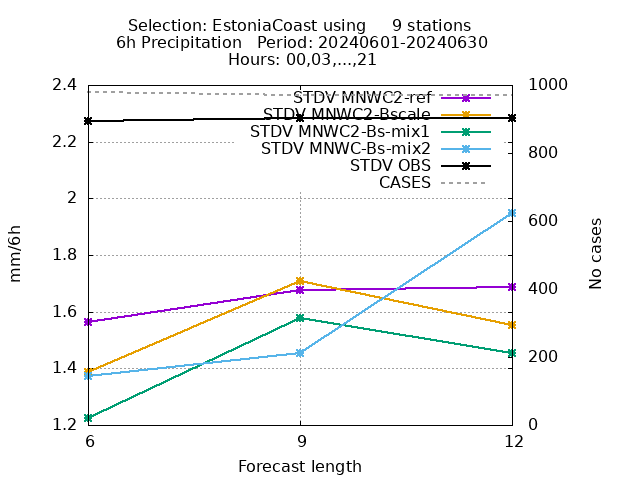 Selection: EstoniaCoast using     9 stations
6h Precipitation   Period: 20240601-20240630
Hours: 00,03,...,21
2.4
2.2
2
1.8
1.6
1.4
1.2
mm/6h
STDV MNWC2-ref
STDV MNWC2-Bscale
STDV MNWC2-Bs-mix1
STDV MNWC-Bs-mix2
STDV OBS
CASES
1000
800
600
400
200
0
No cases
6
9
12
Forecast length